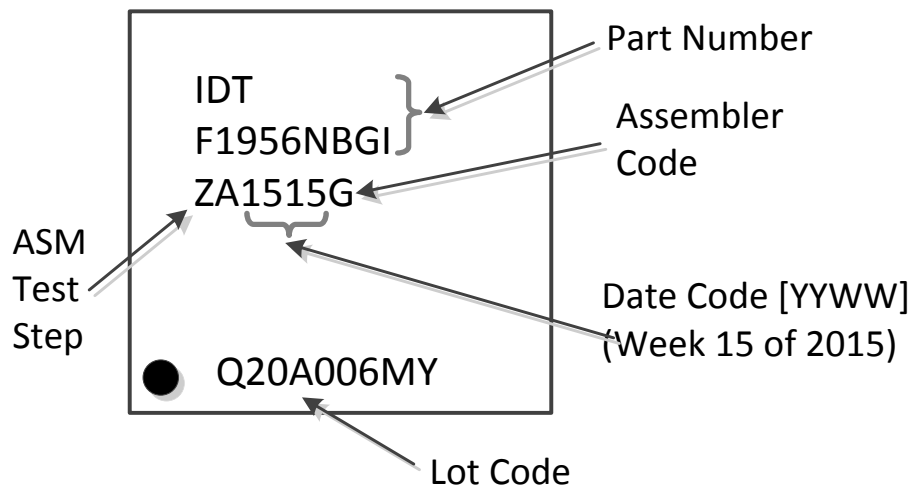 Part Number
IDT
F1956NBGI
Assembler
Code
ZA1515G
ASM
Test
Step
Date Code [YYWW]
(Week 15 of 2015)
Q20A006MY
Lot Code